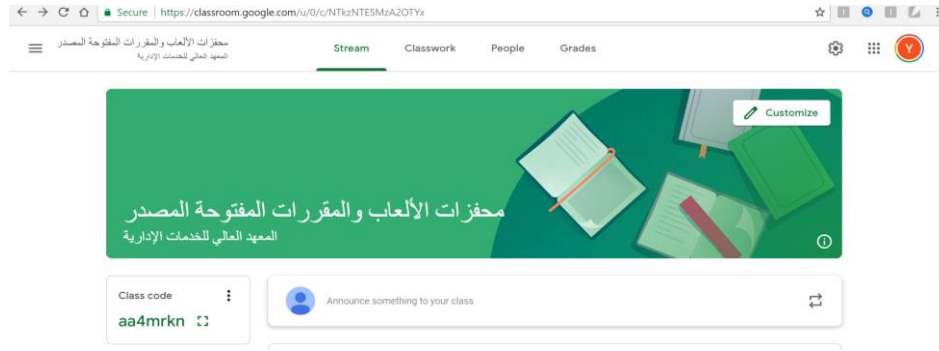 Secure | https://classroom.google.com/u/0/c/NTkzNTE5MzA2OTYx
محفزات الألعاب والمقررات المفتوحة المصدر
المعهد العالي للخدمات الإدارية
Stream Classwork People Grades
Y
Customize
محفزات الألعاب والمقررات المفتوحة المصدر
المعهد العالي للخدمات الإدارية
Class code
aa4mrkn
Announce something to your class